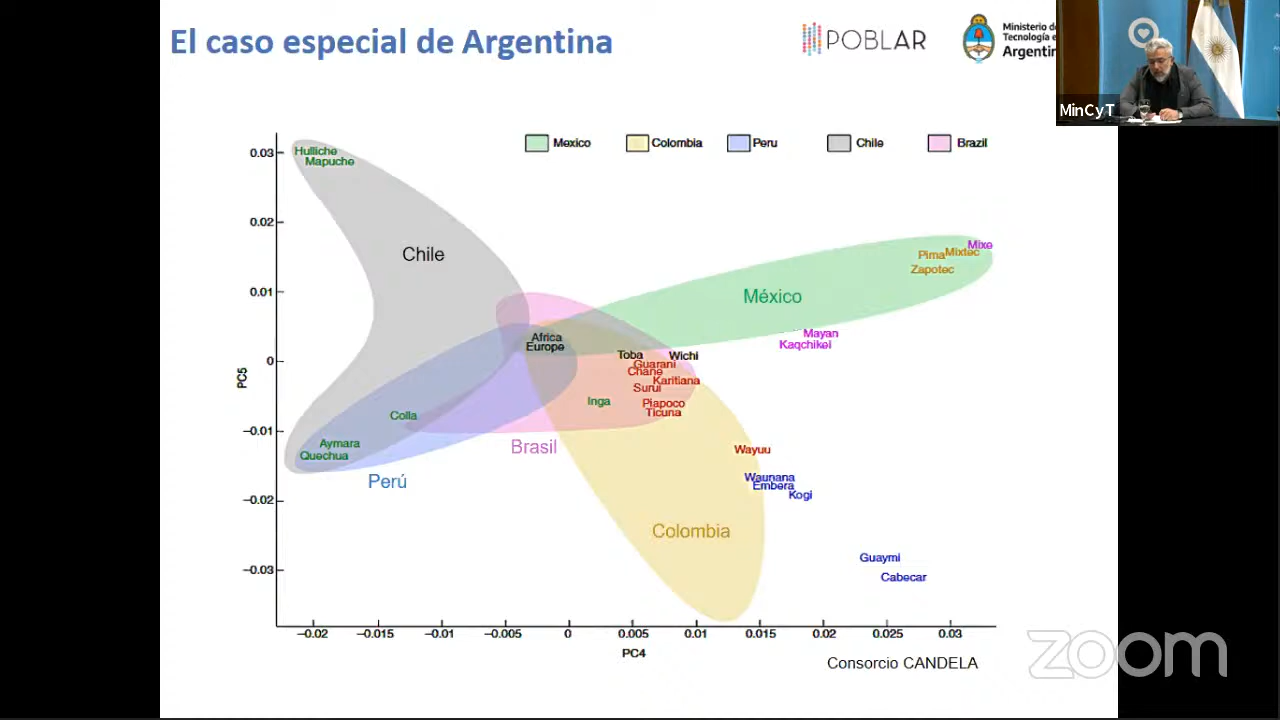 El caso especial de Argentina
POBLAR
Ministerio de
Tecnología e
Argentin
MinCyT
Mexico
Colombia
Peru
Chile
Brazil
0.03
0.02
0.01
0
−0.01
−0.02
−0.03
PC5
Hulliche
Mapuche
Chile
Mixe
Mixtec
Pima
Zapotec
México
Mayan
Kaqchikel
Africa
Europe
Toba
Wichi
Guarani
Chane
Karitiana
Surui
Inga
Piapoco
Ticuna
Colla
Aymara
Quechua
Brasil
Perú
Wayuu
Waunana
Embera
Kogi
Colombia
Guaymi
Cabecar
−0.02
−0.015
−0.01
−0.005
0
0.005
0.01
0.015
0.02
0.025
0.03
PC4
Consorcio CANDELA
zoom